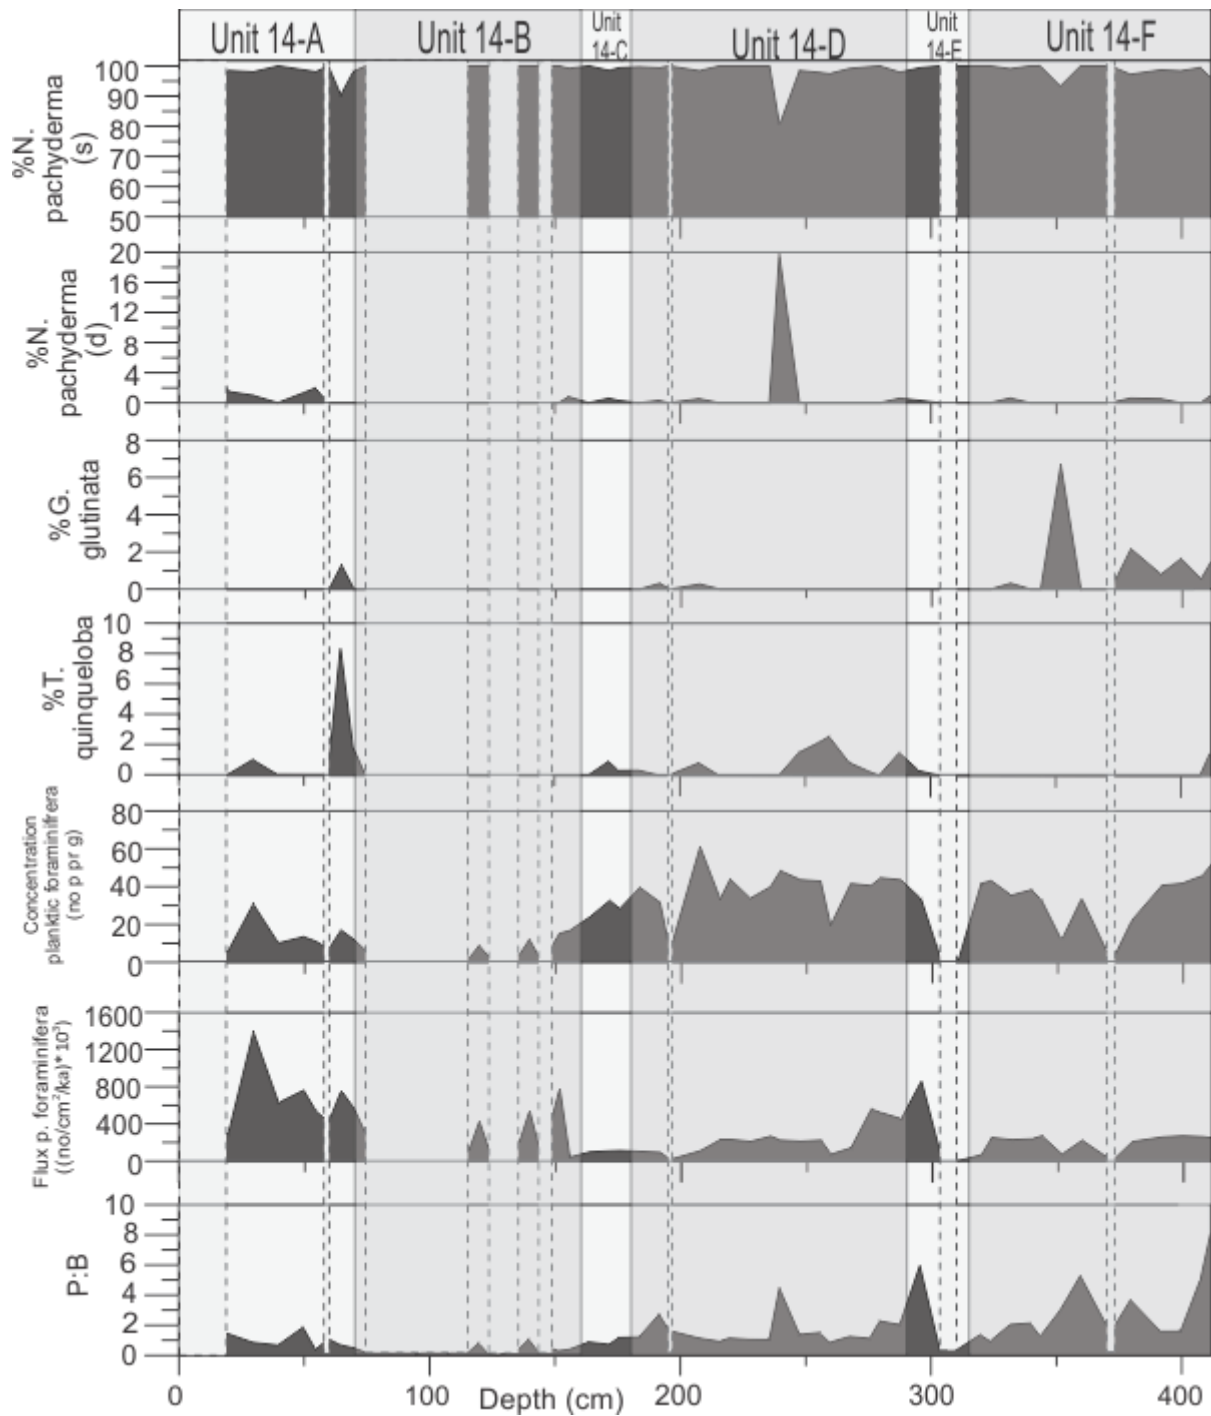 Unit 14-A
Unit 14-B
Unit
14-C
Unit 14-D
Unit
14-E
Unit 14-F
%N.
pachyderma
(s)
100
90
80
70
60
50
%N.
pachyderma
(d)
20
16
12
8
4
0
%G.
glutinata
8
6
4
2
0
%T.
quinqueloba
10
8
6
4
2
0
Concentration
planktic foraminifrera
(no p pr g)
80
60
40
20
0
Flux p. foraminifera
((no/cm²/ka)*10³)
1600
1200
800
400
0
P:B
10
8
6
4
2
0
0 100 Depth (cm) 200 300 400